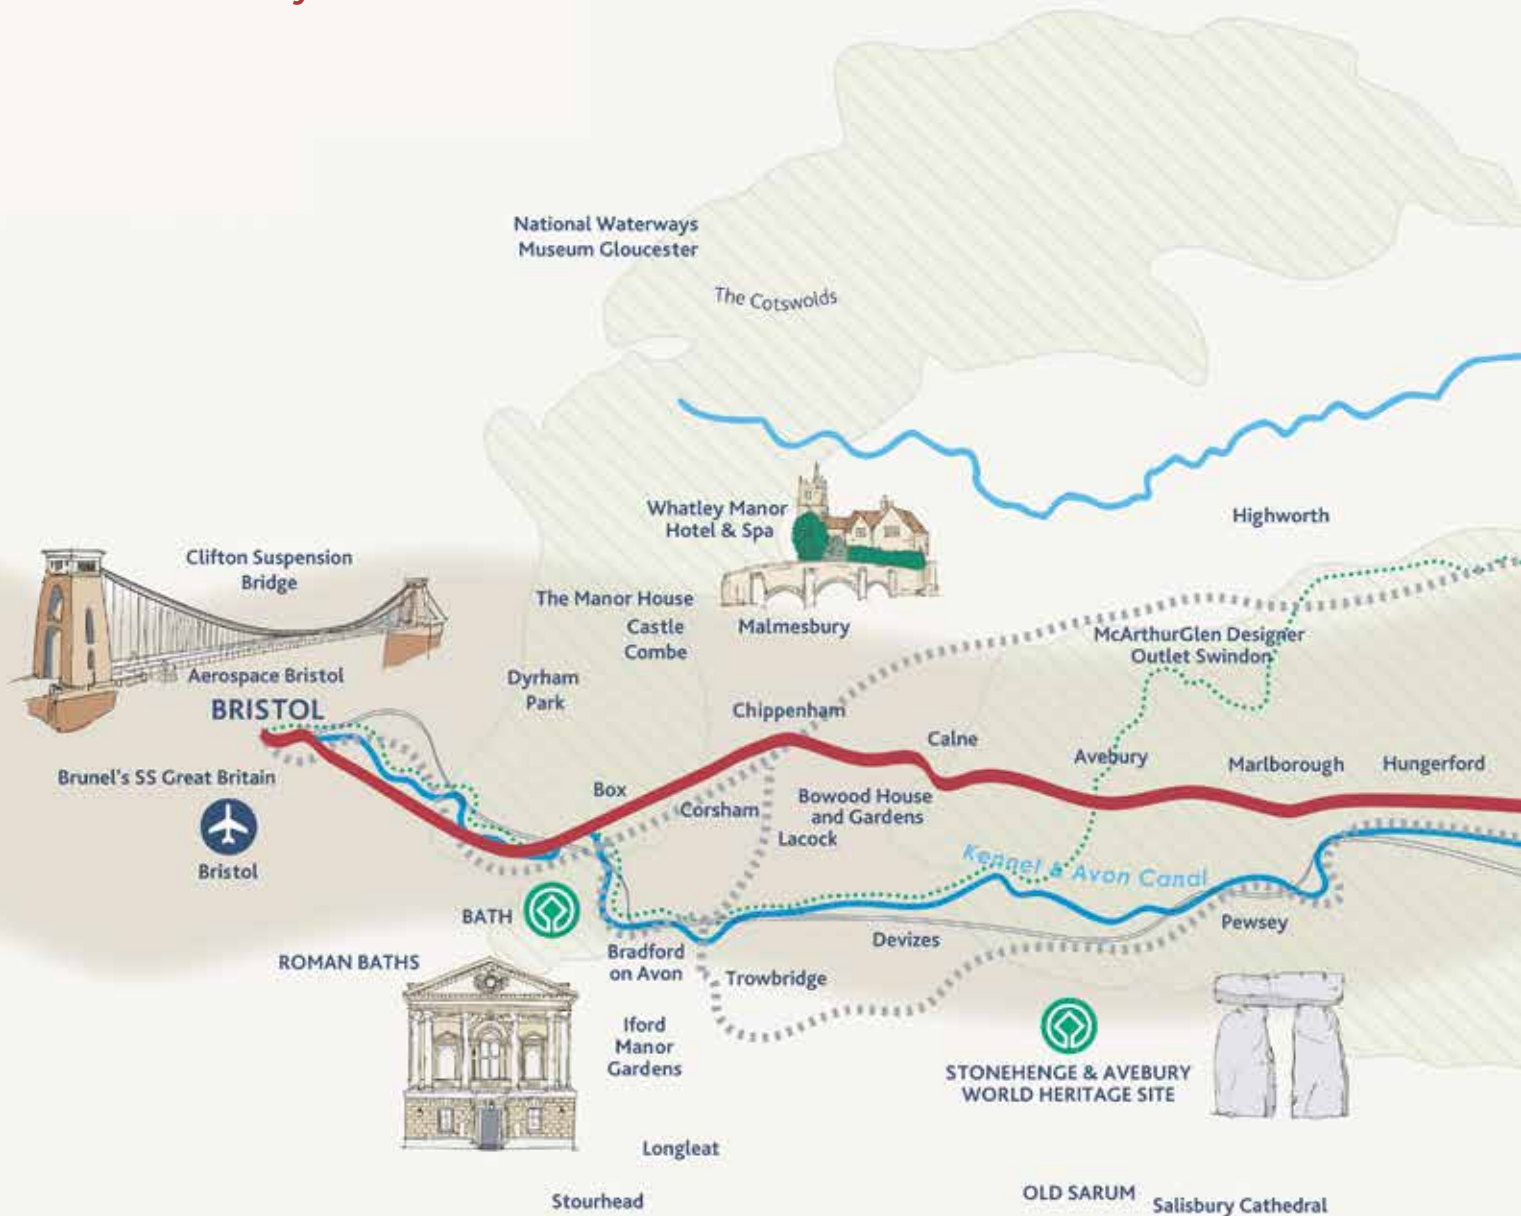 National Waterways
Museum Gloucester
The Cotswolds
Whatley Manor
Hotel & Spa
Highworth
Clifton Suspension
Bridge
The Manor House
Castle
Combe
Malmesbury
McArthurGlen Designer
Outlet Swindon
Aerospace Bristol
Dyrham
Park
BRISTOL
Chippenham
Calne
Avebury
Marlborough
Hungerford
Brunel's SS Great Britain
Box
Corsham
Bowood House
and Gardens
Lacock
Bristol
Kennet & Avon Canal
BATH
Bradford
on Avon
Devizes
Pewsey
ROMAN BATHS
Trowbridge
Iford
Manor
Gardens
STONEHENGE & AVEBURY
WORLD HERITAGE SITE
Longleat
Stourhead
OLD SARUM
Salisbury Cathedral